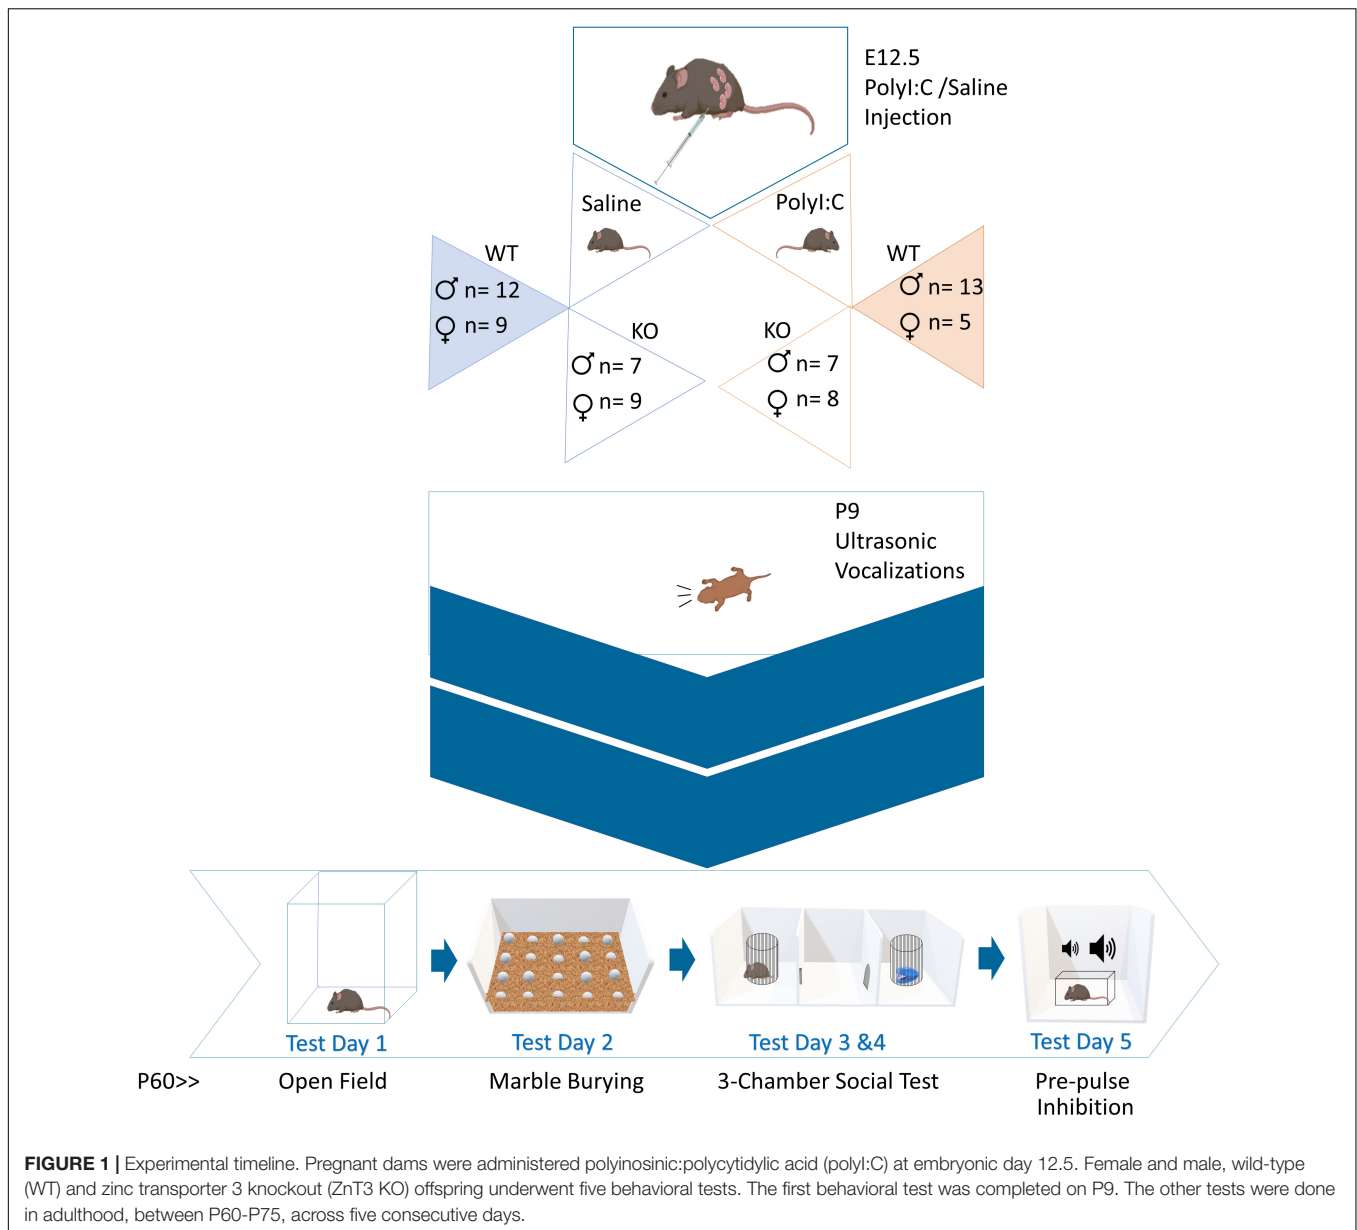 E12.5
PolyI:C /Saline
Injection
Saline
PolyI:C
WT
♂ n= 12
♀ n= 9
WT
♂ n= 13
♀ n= 5
KO
♂ n= 7
♀ n= 9
KO
♂ n= 7
♀ n= 8
P9
Ultrasonic
Vocalizations
Test Day 1
Test Day 2
Test Day 3 &4
Test Day 5
P60>>
Open Field
Marble Burying
3-Chamber Social Test
Pre-pulse
Inhibition
FIGURE 1 | Experimental timeline. Pregnant dams were administered polyinosinic:polycytidylic acid (polyI:C) at embryonic day 12.5. Female and male, wild-type
(WT) and zinc transporter 3 knockout (ZnT3 KO) offspring underwent five behavioral tests. The first behavioral test was completed on P9. The other tests were done
in adulthood, between P60-P75, across five consecutive days.